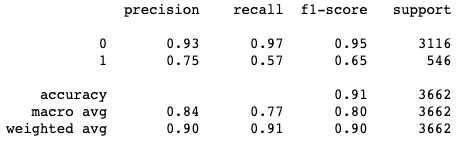 precision recall f1-score support
0 0.93 0.97 0.95 3116
1 0.75 0.57 0.65 546
accuracy 0.91 3662
macro avg 0.84 0.77 0.80 3662
weighted avg 0.90 0.91 0.90 3662